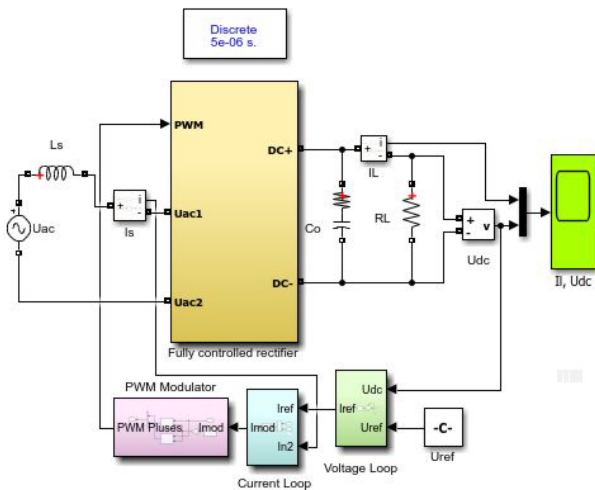 Discrete
5e-06 s.
Ls
PWM
DC+
+
i
-
IL
+
i
-
Is
Uac1
Uac
Co
RL
+
-
v
Udc
Il, Udc
Uac2
DC-
Fully controlled rectifier
PWM Modulator
PWM Pluses
Imod
Iref
Imod
In2
Current Loop
Udc
Iref
Uref
Voltage Loop
-C-
Uref